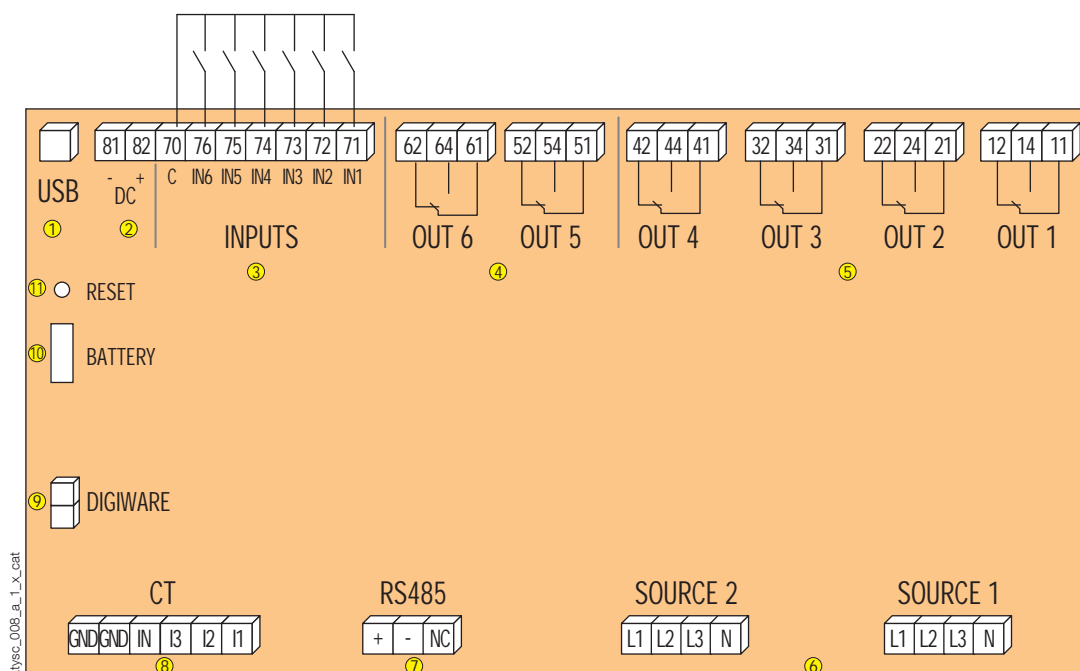 81 82 70 76 75 74 73 72 71 62 64 61 52 54 51 42 44 41 32 34 31 22 24 21 12 14 11
- + C IN6 IN5 IN4 IN3 IN2 IN1
USB DC
① ②
INPUTS OUT 6 OUT 5 OUT 4 OUT 3 OUT 2 OUT 1
③ ④ ⑤
⑪ RESET
⑩ BATTERY
⑨ DIGIWARE
CT RS485 SOURCE 2 SOURCE 1
GND GND IN I3 I2 I1 + - NC L1 L2 L3 N L1 L2 L3 N
⑧ ⑦ ⑥